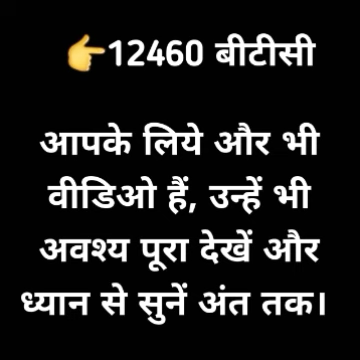 👉12460 बीटीसी
आपके लिये और भी
वीडिओ हैं, उन्हें भी
अवश्य पूरा देखें और
ध्यान से सुनें अंत तक।